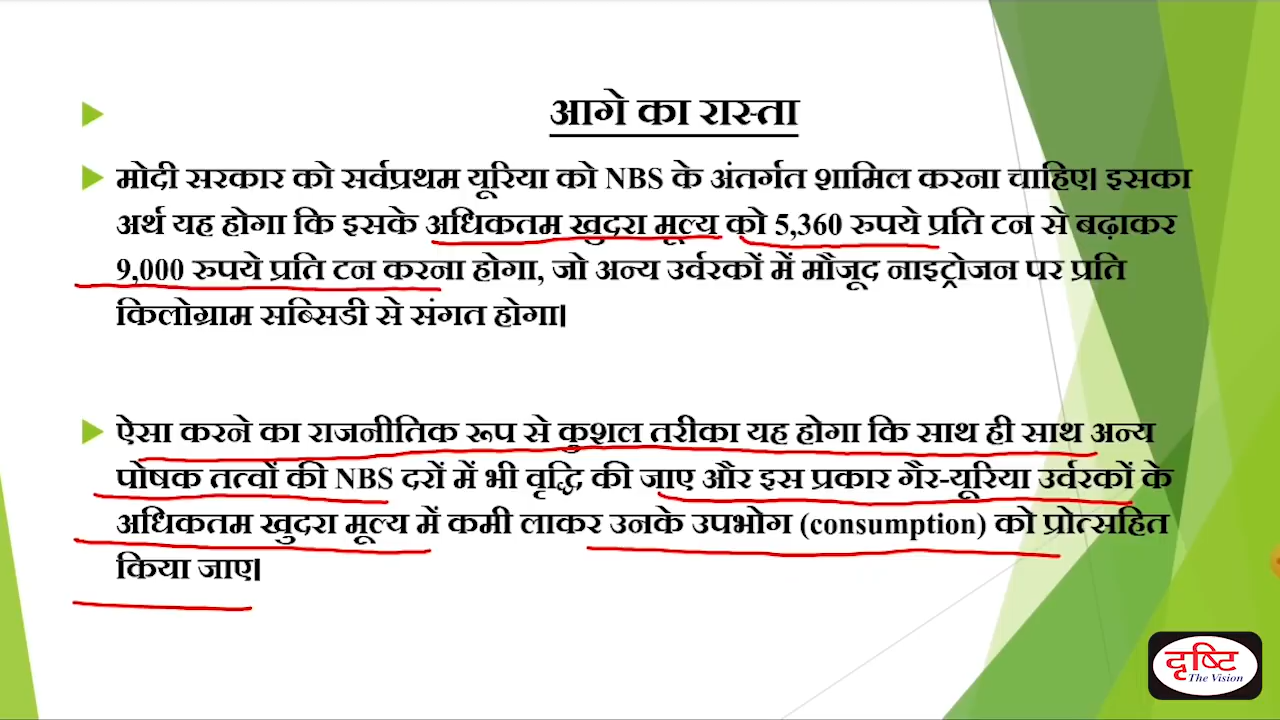 आगे का रास्ता
मोदी सरकार को सर्वप्रथम यूरिया को NBS के अंतर्गत शामिल करना चाहिए। इसका
अर्थ यह होगा कि इसके अधिकतम खुदरा मूल्य को 5,360 रुपये प्रति टन से बढ़ाकर
9,000 रुपये प्रति टन करना होगा, जो अन्य उर्वरकों में मौजूद नाइट्रोजन पर प्रति
किलोग्राम सब्सिडी से संगत होगा।
ऐसा करने का राजनीतिक रूप से कुशल तरीका यह होगा कि साथ ही साथ अन्य
पोषक तत्वों की NBS दरों में भी वृद्धि की जाए और इस प्रकार गैर-यूरिया उर्वरकों के
अधिकतम खुदरा मूल्य में कमी लाकर उनके उपभोग (consumption) को प्रोत्सहित
किया जाए।
दृष्टि
The Vision